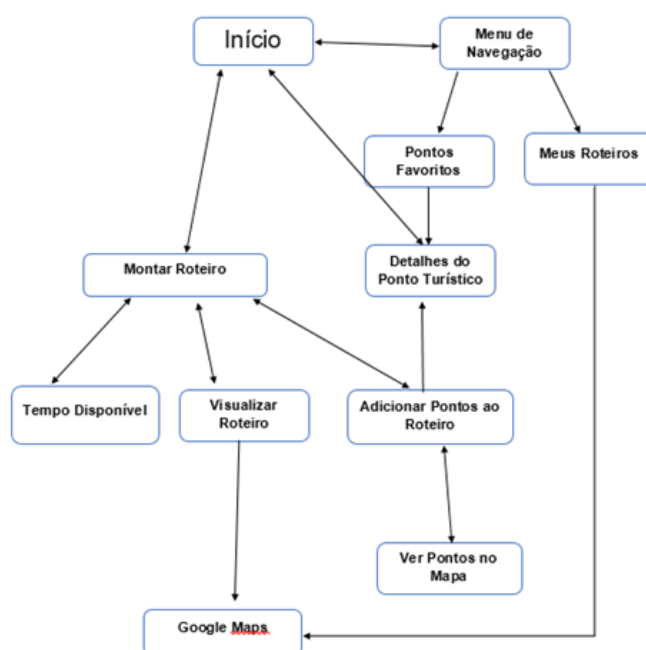 Início
Menu de
Navegação
Pontos
Favoritos
Meus Roteiros
Montar Roteiro
Detalhes do
Ponto Turístico
Tempo Disponível
Visualizar
Roteiro
Adicionar Pontos ao
Roteiro
Ver Pontos no
Mapa
Google Maps